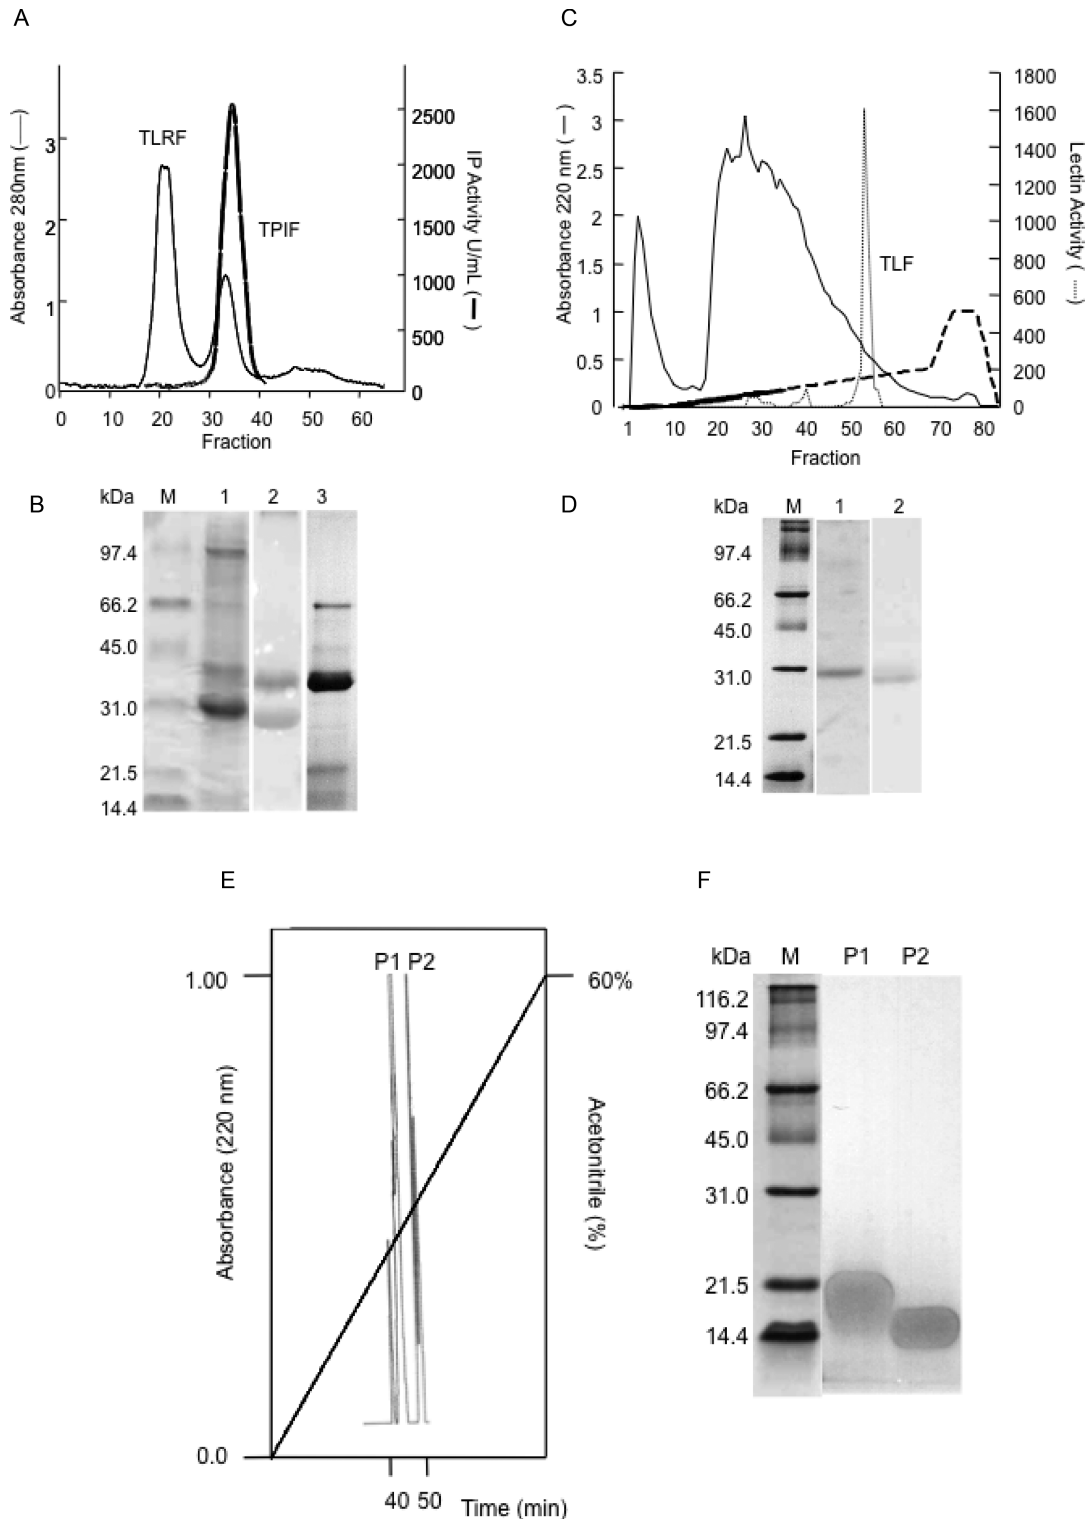 A
Absorbance 280nm (—)
3
2
1
0
TLRF
TPIF
2500
2000
1500
1000
500
0
IP Activity U/mL (—)
0 10 20 30 40 50 60
Fraction
C
Absorbance 220 nm (—)
3.5
3
2.5
2
1.5
1
0.5
0
TLF
1800
1600
1400
1200
1000
800
600
400
200
0
Lectin Activity (......)
1 10 20 30 40 50 60 70 80
Fraction
B
kDa M 1 2 3
97.4
66.2
45.0
31.0
21.5
14.4
D
kDa M 1 2
97.4
66.2
45.0
31.0
21.5
14.4
E
P1 P2
1.00
0.0
Absorbance (220 nm)
60%
Acetonitrile (%)
40 50
Time (min)
F
kDa M P1 P2
116.2
97.4
66.2
45.0
31.0
21.5
14.4